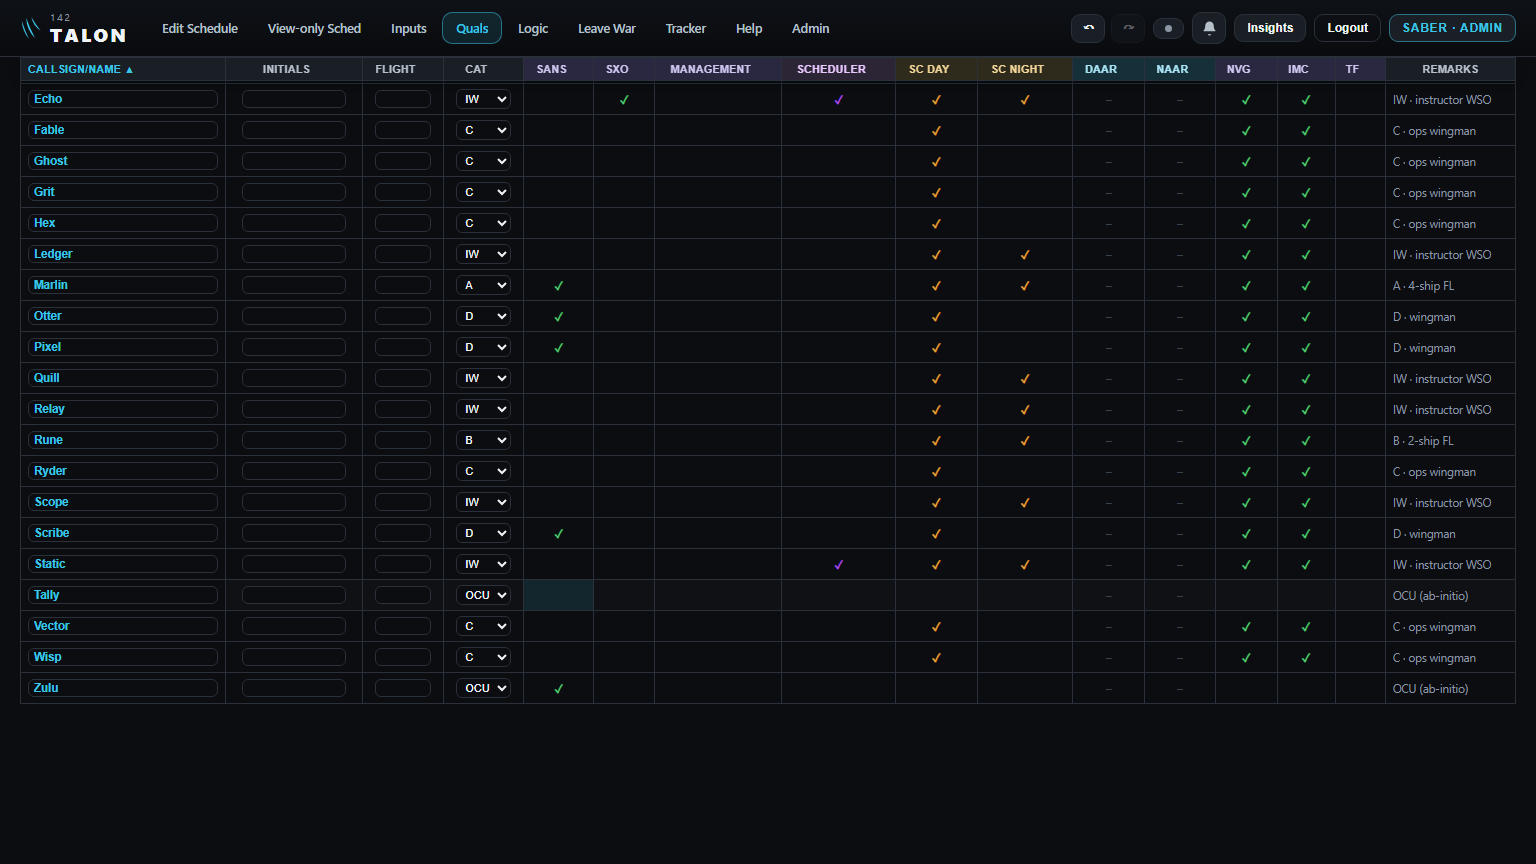 142
TALON
Edit Schedule View-only Sched Inputs Quals Logic Leave War Tracker Help Admin Insights Logout SABER · ADMIN
CALLSIGN/NAME ▲ INITIALS FLIGHT CAT SANS SXO MANAGEMENT SCHEDULER SC DAY SC NIGHT DAAR NAAR NVG IMC TF REMARKS
Echo IW ✓ ✓ ✓ ✓ – – ✓ ✓ IW · instructor WSO
Fable C ✓ – – ✓ ✓ C · ops wingman
Ghost C ✓ – – ✓ ✓ C · ops wingman
Grit C ✓ – – ✓ ✓ C · ops wingman
Hex C ✓ – – ✓ ✓ C · ops wingman
Ledger IW ✓ ✓ – – ✓ ✓ IW · instructor WSO
Marlin A ✓ ✓ ✓ – – ✓ ✓ A · 4-ship FL
Otter D ✓ ✓ – – ✓ ✓ D · wingman
Pixel D ✓ ✓ – – ✓ ✓ D · wingman
Quill IW ✓ ✓ – – ✓ ✓ IW · instructor WSO
Relay IW ✓ ✓ – – ✓ ✓ IW · instructor WSO
Rune B ✓ ✓ – – ✓ ✓ B · 2-ship FL
Ryder C ✓ – – ✓ ✓ C · ops wingman
Scope IW ✓ ✓ – – ✓ ✓ IW · instructor WSO
Scribe D ✓ ✓ – – ✓ ✓ D · wingman
Static IW ✓ ✓ ✓ – – ✓ ✓ IW · instructor WSO
Tally OCU – – OCU (ab-initio)
Vector C ✓ – – ✓ ✓ C · ops wingman
Wisp C ✓ – – ✓ ✓ C · ops wingman
Zulu OCU ✓ – – OCU (ab-initio)